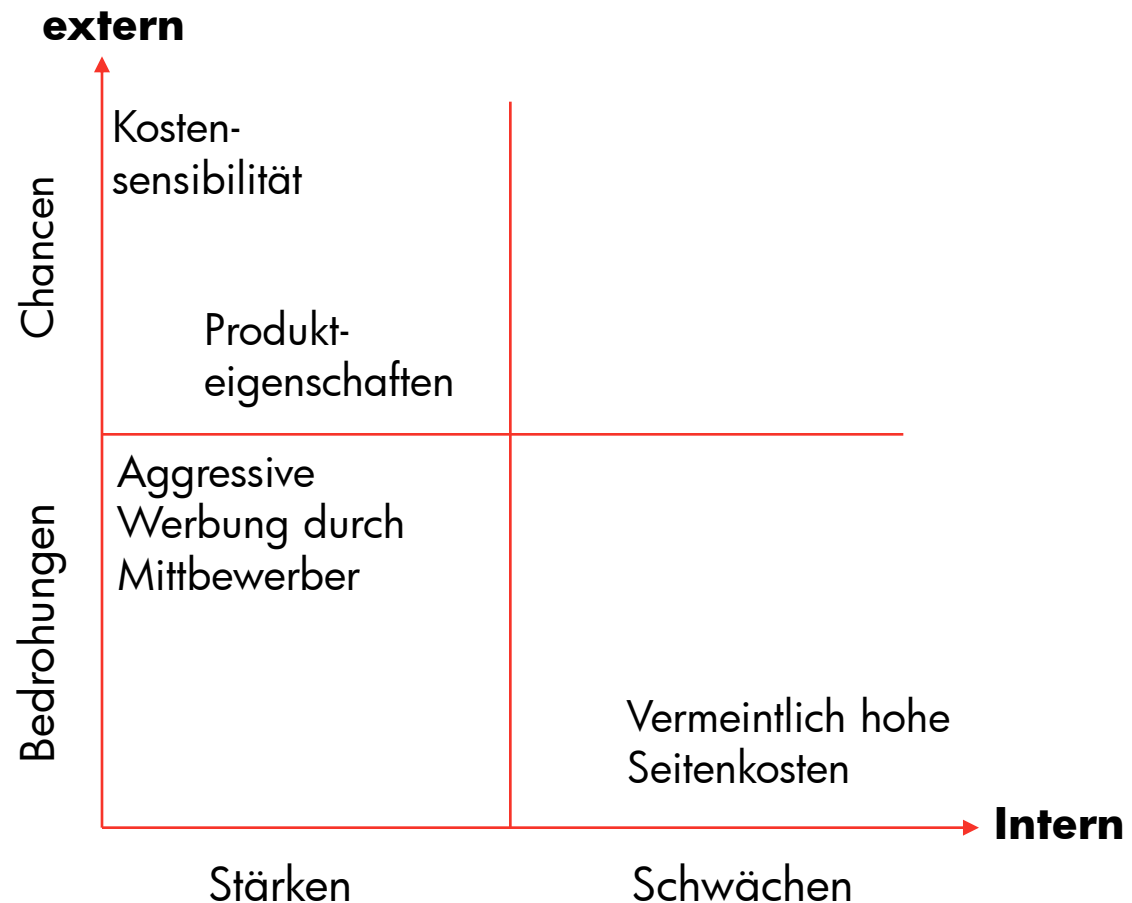 extern
Kosten-
sensibilität
Chancen
Produkt-
eigenschaften
Aggressive
Werbung durch
Mittbewerber
Bedrohungen
Vermeintlich hohe
Seitenkosten
Intern
Stärken
Schwächen